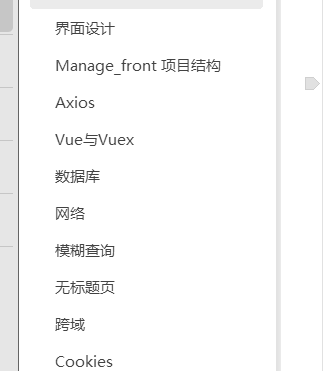 界面设计
Manage_front 项目结构
Axios
Vue与Vuex
数据库
网络
模糊查询
无标题页
跨域
Cookies